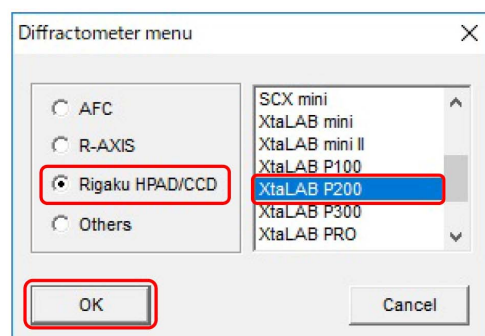 Diffractometer menu
AFC
R-AXIS
Rigaku HPAD/CCD
Others
SCX mini
XtaLAB mini
XtaLAB mini II
XtaLAB P100
XtaLAB P200
XtaLAB P300
XtaLAB PRO
OK
Cancel